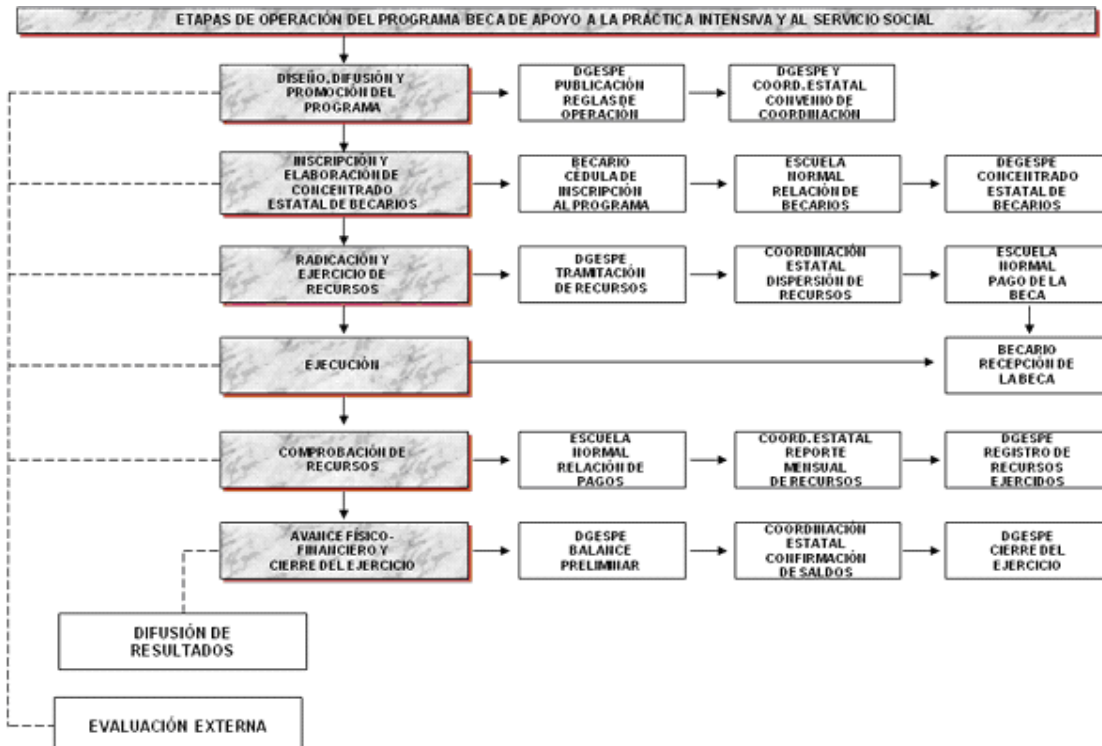 ETAPAS DE OPERACIÓN DEL PROGRAMA BECA DE APOYO A LA PRÁCTICA INTENSIVA Y AL SERVICIO SOCIAL
DISEÑO, DIFUSIÓN Y
PROMOCIÓN DEL
PROGRAMA
DGESPE
PUBLICACIÓN
REGLAS DE
OPERACIÓN
DGESPE Y
COORD. ESTATAL
CONVENIO DE
COORDINACIÓN
INSCRIPCIÓN Y
ELABORACIÓN DE
CONCENTRADO
ESTATAL DE BECARIOS
BECARIO
CÉDULA DE
INSCRIPCIÓN
AL PROGRAMA
ESCUELA
NORMAL
RELACIÓN DE
BECARIOS
DEGESPE
CONCENTRADO
ESTATAL DE
BECARIOS
RADICACIÓN Y
EJERCICIO DE
RECURSOS
DGESPE
TRAMITACIÓN
DE RECURSOS
COORDINACIÓN
ESTATAL
DISPERSIÓN DE
RECURSOS
ESCUELA
NORMAL
PAGO DE LA
BECA
EJECUCIÓN
BECARIO
RECEPCIÓN DE
LA BECA
COMPROBACIÓN DE
RECURSOS
ESCUELA
NORMAL
RELACIÓN DE
PAGOS
COORD. ESTATAL
REPORTE
MENSUAL
DE RECURSOS
DGESPE
REGISTRO DE
RECURSOS
EJERCIDOS
AVANCE FÍSICO-
FINANCIERO Y
CIERRE DEL EJERCICIO
DGESPE
BALANCE
PRELIMINAR
COORDINACIÓN
ESTATAL
CONFIRMACIÓN
DE SALDOS
DGESPE
CIERRE DEL
EJERCICIO
DIFUSIÓN DE
RESULTADOS
EVALUACIÓN EXTERNA